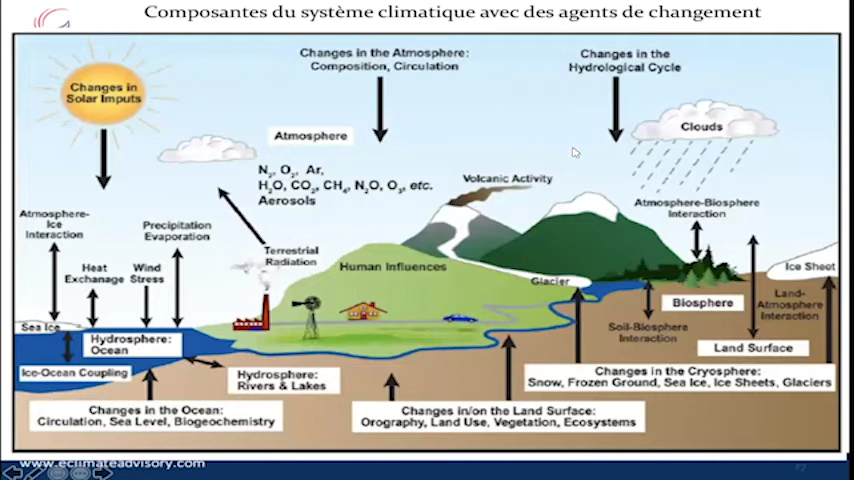 Composantes du système climatique avec des agents de changement
Changes in the Atmosphere:
Composition, Circulation
Changes in the
Hydrological Cycle
Changes in
Solar Imputs
Clouds
Atmosphere
N₂, O₂, Ar,
H₂O, CO₂, CH₄, N₂O, O₃, etc.
Aerosols
Volcanic Activity
Atmosphere-
Ice
Interaction
Precipitation
Evaporation
Atmosphere-Biosphere
Interaction
Terrestrial
Radiation
Heat
Exchanage
Wind
Stress
Human Influences
Glacier
Ice Sheet
Sea Ice
Biosphere
Land-
Atmosphere
Interaction
Soil-Biosphere
Interaction
Hydrosphere:
Ocean
Land Surface
Ice-Ocean Coupling
Hydrosphere:
Rivers & Lakes
Changes in the Cryosphere:
Snow, Frozen Ground, Sea Ice, Ice Sheets, Glaciers
Changes in the Ocean:
Circulation, Sea Level, Biogeochemistry
Changes in/on the Land Surface:
Orography, Land Use, Vegetation, Ecosystems
www.eclimateadvisory.com